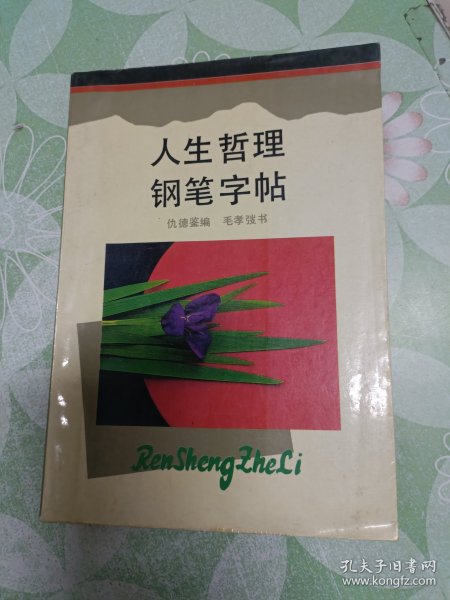 人生哲理
钢笔字帖
仇德鉴编 毛孝弢书
RenShengZheLi
孔夫子旧书网
www.kongfz.com